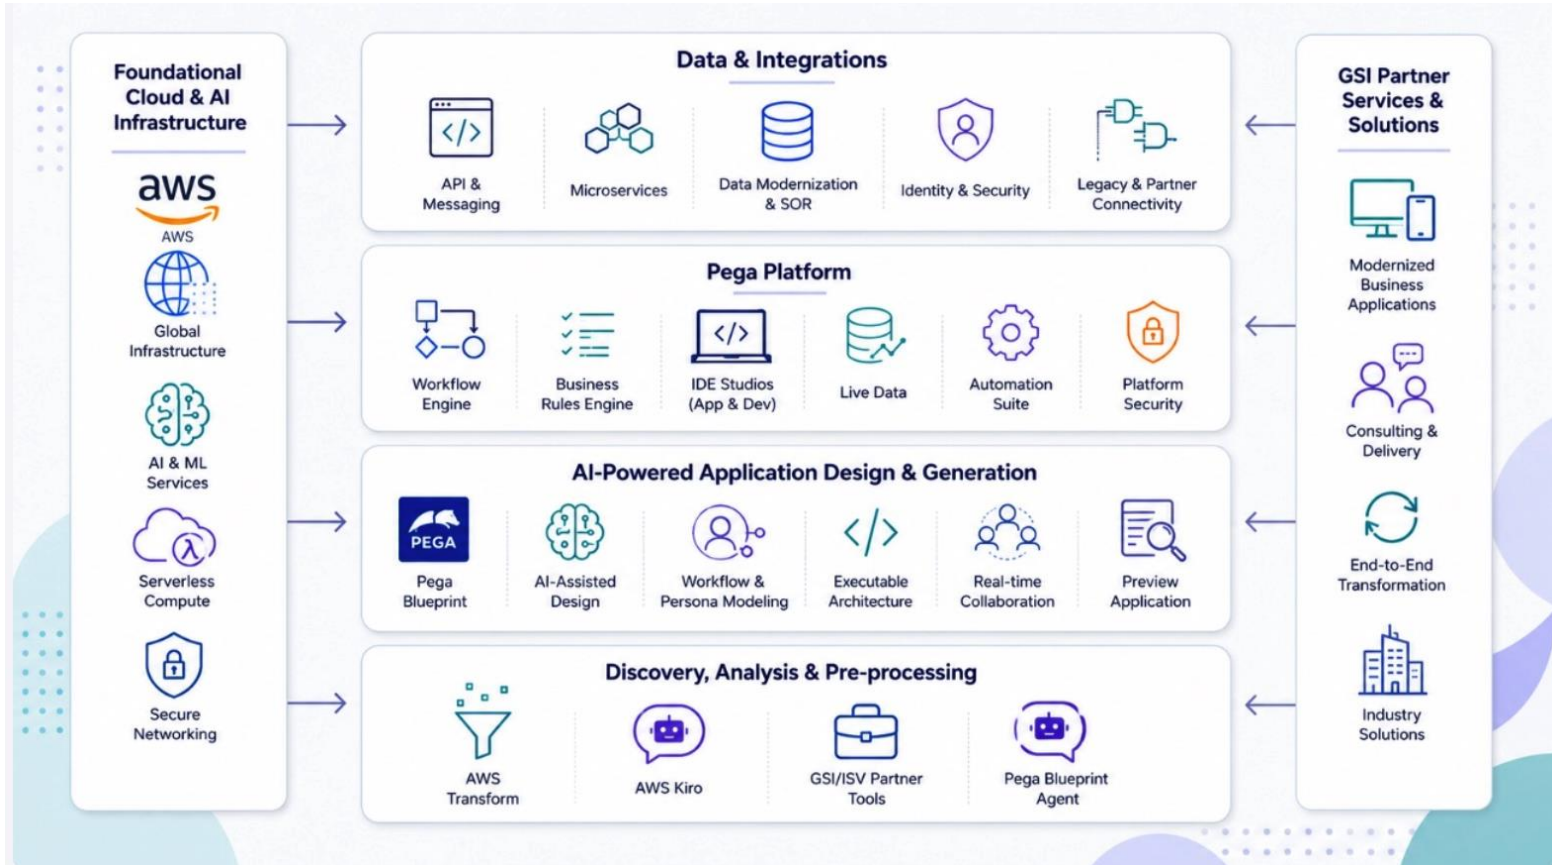 Foundational
Cloud & AI
Infrastructure
aws
AWS
Global
Infrastructure
AI & ML
Services
λ
Serverless
Compute
Secure
Networking
Data & Integrations
</>
API &
Messaging
Microservices
Data Modernization
& SOR
Identity & Security
Legacy & Partner
Connectivity
Pega Platform
Workflow
Engine
Business
Rules Engine
</>
IDE Studios
(App & Dev)
Live Data
Automation
Suite
Platform
Security
AI-Powered Application Design & Generation
PEGA
Pega
Blueprint
AI-Assisted
Design
Workflow &
Persona Modeling
</>
Executable
Architecture
Real-time
Collaboration
Preview
Application
Discovery, Analysis & Pre-processing
AWS
Transform
AWS Kiro
GSI/ISV Partner
Tools
Pega Blueprint
Agent
GSI Partner
Services &
Solutions
Modernized
Business
Applications
Consulting &
Delivery
End-to-End
Transformation
Industry
Solutions